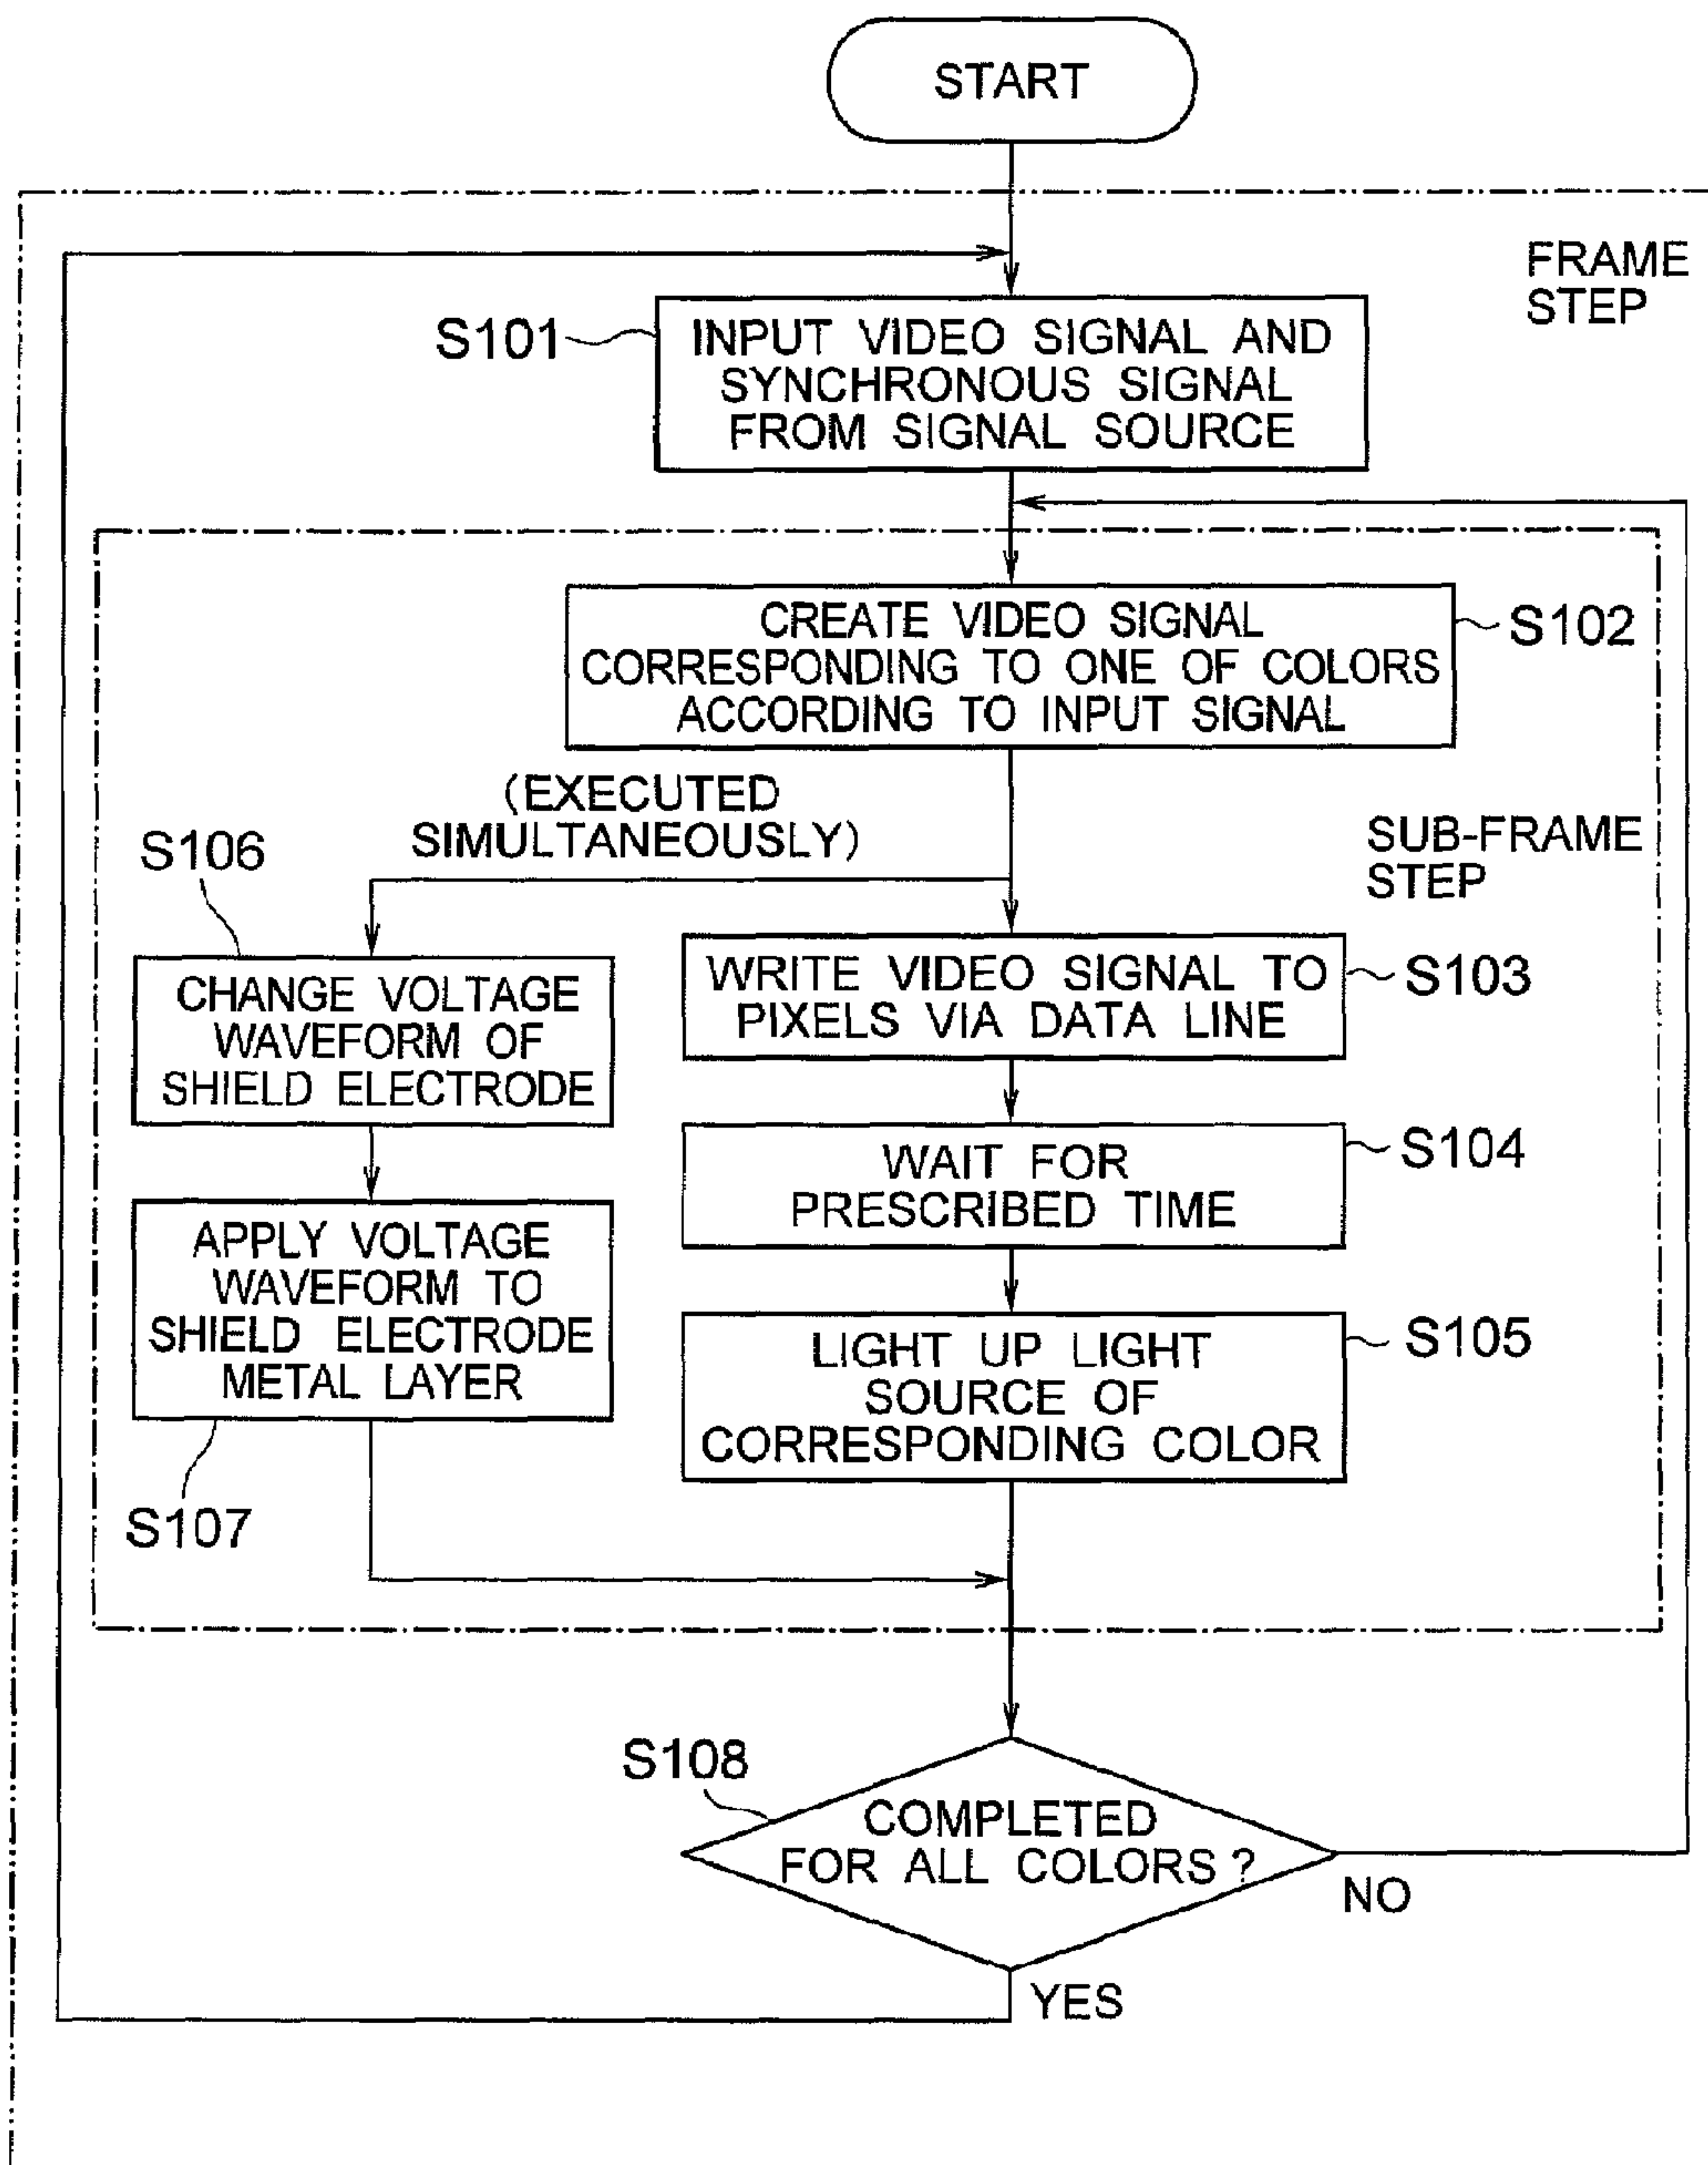 START
FRAME
STEP
S101
INPUT VIDEO SIGNAL AND
SYNCHRONOUS SIGNAL
FROM SIGNAL SOURCE
CREATE VIDEO SIGNAL
CORRESPONDING TO ONE OF COLORS
ACCORDING TO INPUT SIGNAL
S102
(EXECUTED
SIMULTANEOUSLY)
SUB-FRAME
STEP
S106
CHANGE VOLTAGE
WAVEFORM OF
SHIELD ELECTRODE
WRITE VIDEO SIGNAL TO
PIXELS VIA DATA LINE
S103
WAIT FOR
PRESCRIBED TIME
S104
APPLY VOLTAGE
WAVEFORM TO
SHIELD ELECTRODE
METAL LAYER
S107
LIGHT UP LIGHT
SOURCE OF
CORRESPONDING COLOR
S105
S108
COMPLETED
FOR ALL COLORS ?
NO
YES